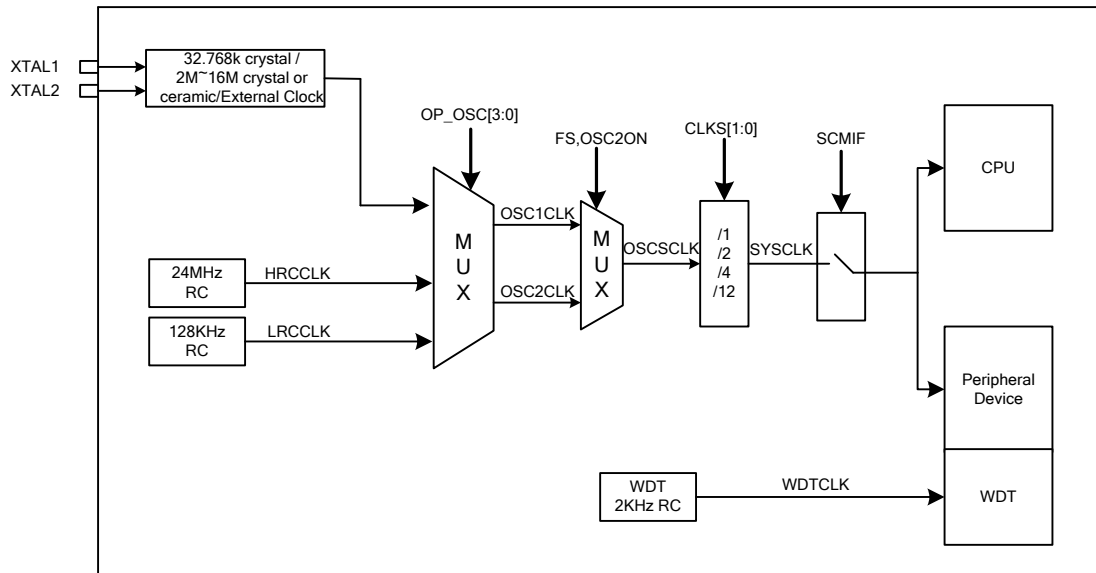 XTAL1
XTAL2
32.768k crystal /
2M~16M crystal or
ceramic/External Clock
OP_OSC[3:0]
FS,OSC2ON
CLKS[1:0]
SCMIF
CPU
24MHz
RC
HRCCLK
128KHz
RC
LRCCLK
M
U
X
OSC1CLK
OSC2CLK
M
U
X
OSCSCLK
/1
/2
/4
/12
SYSCLK
Peripheral
Device
WDT
2KHz RC
WDTCLK
WDT